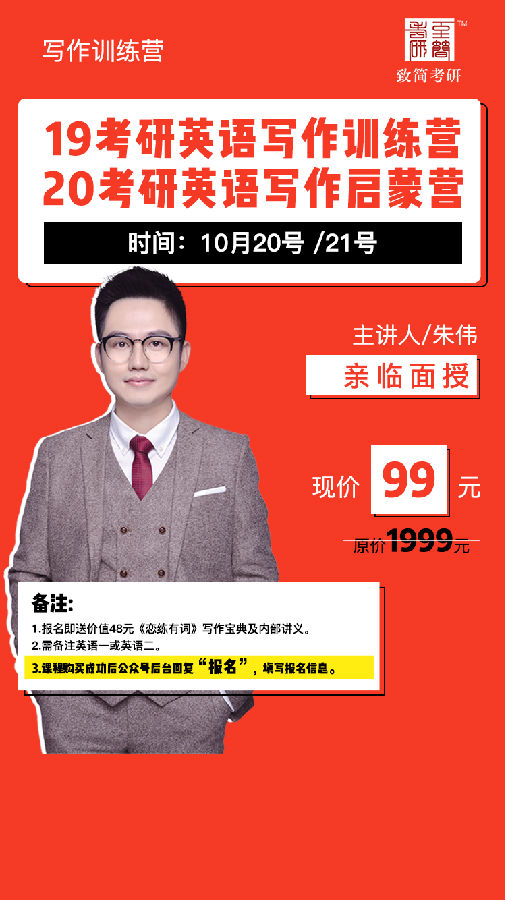 写作训练营
TM
致简考研
19考研英语写作训练营
20考研英语写作启蒙营
时间：10月20号 /21号
主讲人/朱伟
亲临面授
现价 99 元
原价1999元
备注:
1.报名即送价值48元《恋练有词》写作宝典及内部讲义。
2.需备注英语一或英语二。
3.课程购买成功后公众号后台回复“报名”，填写报名信息。